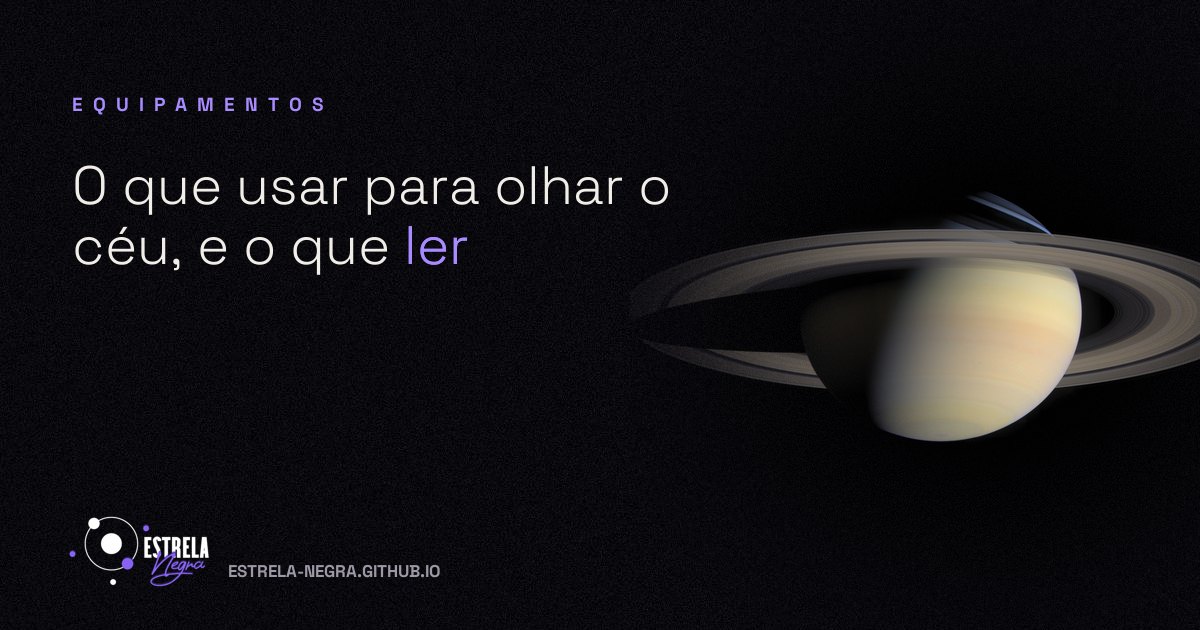 EQUIPAMENTOS
O que usar para olhar o
céu, e o que ler
ESTRELA
Negra
ESTRELA-NEGRA.GITHUB.IO